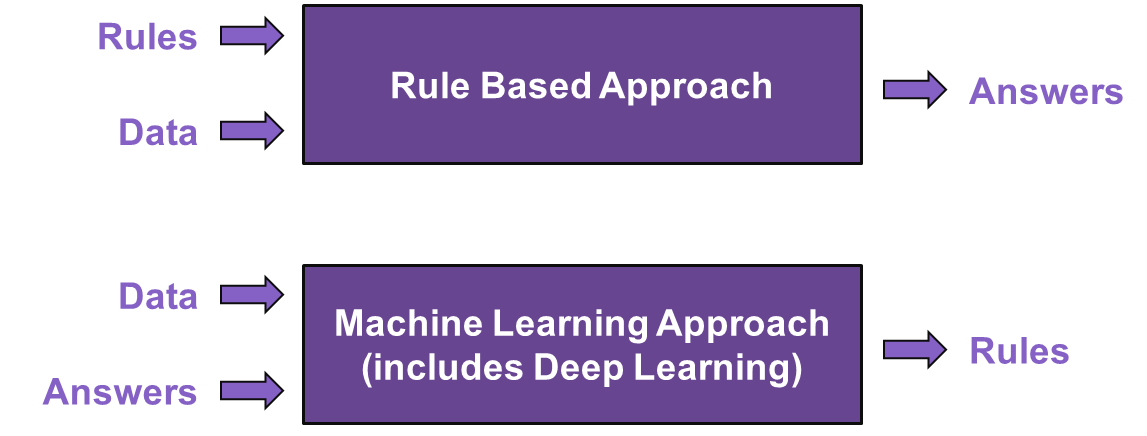 Rules
Data
Rule Based Approach
Answers
Data
Answers
Machine Learning Approach
(includes Deep Learning)
Rules